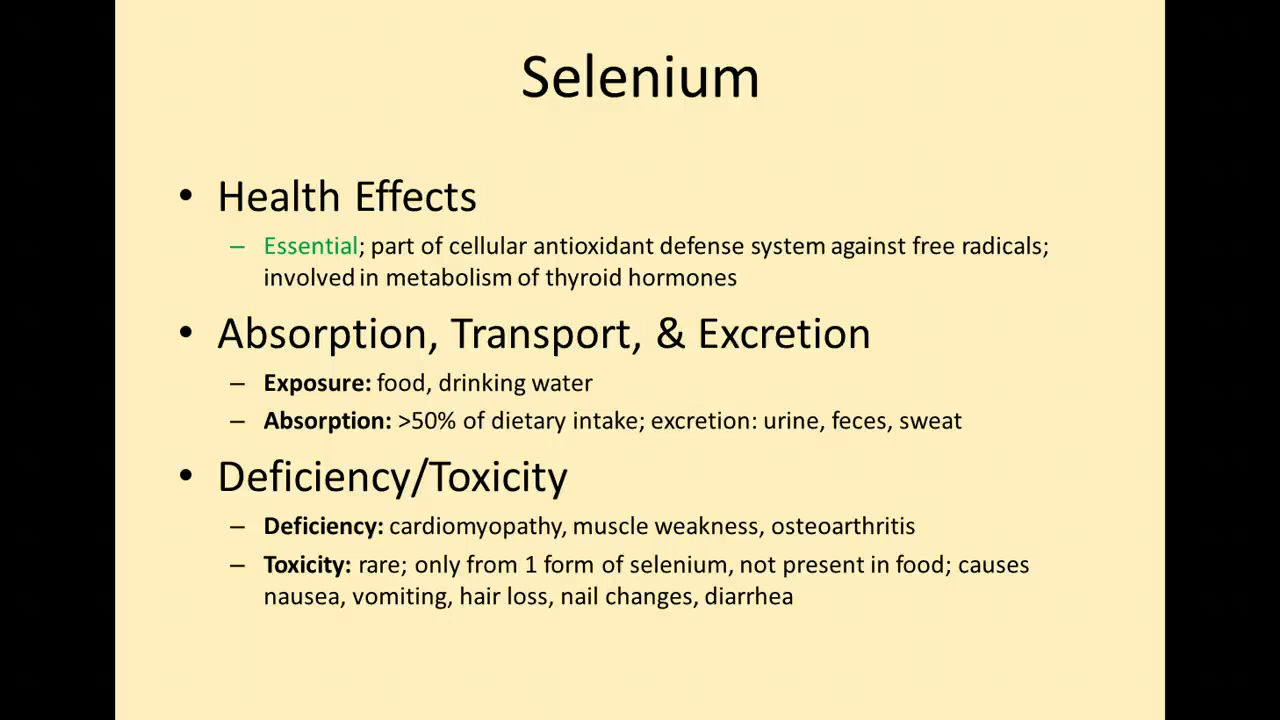 Selenium
• Health Effects
– Essential; part of cellular antioxidant defense system against free radicals;
involved in metabolism of thyroid hormones
• Absorption, Transport, & Excretion
– Exposure: food, drinking water
– Absorption: >50% of dietary intake; excretion: urine, feces, sweat
• Deficiency/Toxicity
– Deficiency: cardiomyopathy, muscle weakness, osteoarthritis
– Toxicity: rare; only from 1 form of selenium, not present in food; causes
nausea, vomiting, hair loss, nail changes, diarrhea